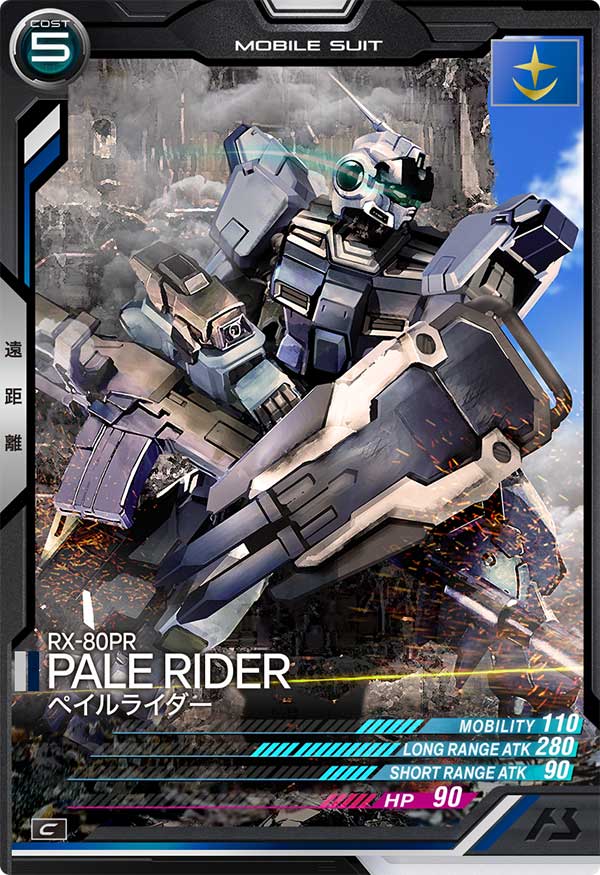 COST
5
MOBILE SUIT
遠距離
RX-80PR
PALE RIDER
ペイルライダー
MOBILITY 110
LONG RANGE ATK 280
SHORT RANGE ATK 90
HP 90
C